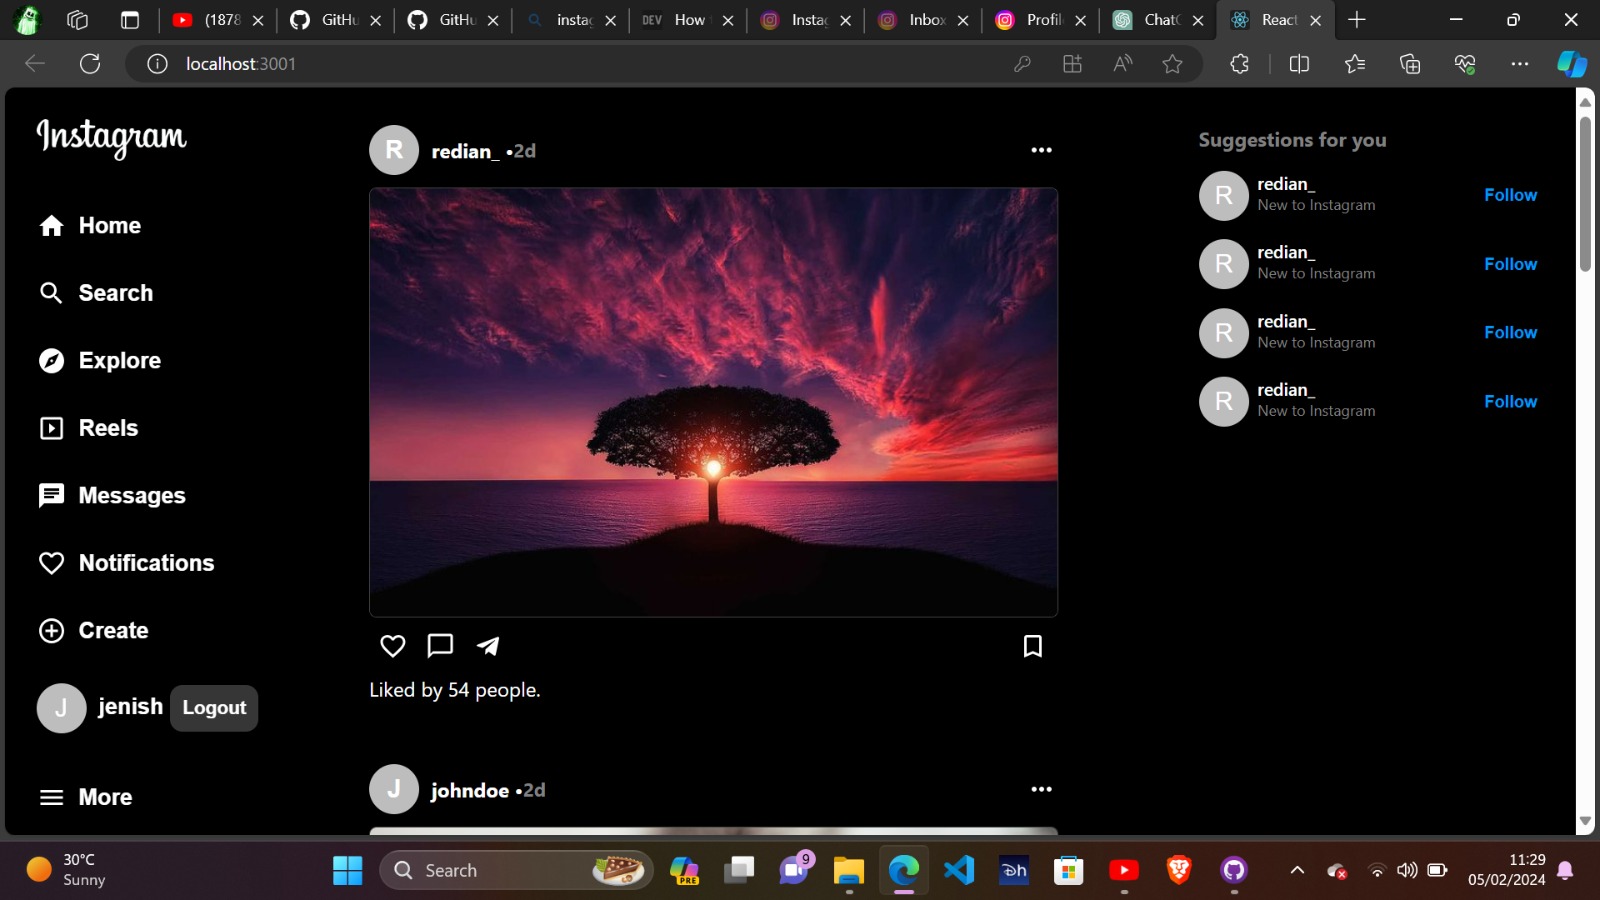 (1878
GitHu
GitHu
instag
DEV
How
Instag
Inbox
Profil
ChatG
React
localhost:3001
Instagram
Home
Search
Explore
Reels
Messages
Notifications
Create
J
jenish
Logout
More
R
redian_ •2d
Liked by 54 people.
J
johndoe •2d
Suggestions for you
R
redian_
New to Instagram
Follow
R
redian_
New to Instagram
Follow
R
redian_
New to Instagram
Follow
R
redian_
New to Instagram
Follow
30°C
Sunny
Search
PRE
9
Dh
11:29
05/02/2024